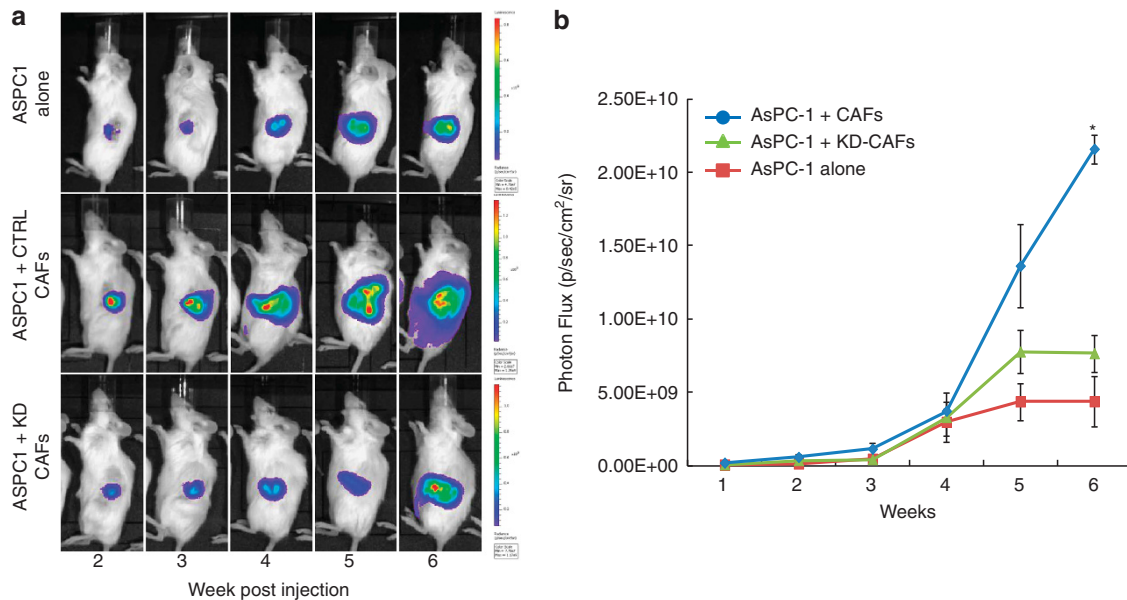 a
ASPC1
alone
ASPC1 + CTRL
CAFs
ASPC1 + KD
CAFs
2 3 4 5 6
Week post injection
b
Photon Flux (p/sec/cm²/sr)
2.50E+10
2.00E+10
1.50E+10
1.00E+10
5.00E+09
0.00E+00
AsPC-1 + CAFs
AsPC-1 + KD-CAFs
AsPC-1 alone
*
1 2 3 4 5 6
Weeks